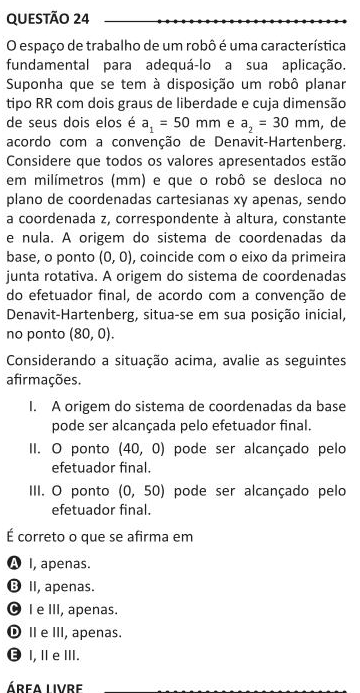 QUESTÃO 24
O espaço de trabalho de um robô é uma característica
fundamental para adequá-lo a sua aplicação.
Suponha que se tem à disposição um robô planar
tipo RR com dois graus de liberdade e cuja dimensão
de seus dois elos é a₁ = 50 mm e a₂ = 30 mm, de
acordo com a convenção de Denavit-Hartenberg.
Considere que todos os valores apresentados estão
em milímetros (mm) e que o robô se desloca no
plano de coordenadas cartesianas xy apenas, sendo
a coordenada z, correspondente à altura, constante
e nula. A origem do sistema de coordenadas da
base, o ponto (0, 0), coincide com o eixo da primeira
junta rotativa. A origem do sistema de coordenadas
do efetuador final, de acordo com a convenção de
Denavit-Hartenberg, situa-se em sua posição inicial,
no ponto (80, 0).
Considerando a situação acima, avalie as seguintes
afirmações.
I. A origem do sistema de coordenadas da base
pode ser alcançada pelo efetuador final.
II. O ponto (40, 0) pode ser alcançado pelo
efetuador final.
III. O ponto (0, 50) pode ser alcançado pelo
efetuador final.
É correto o que se afirma em
A I, apenas.
B II, apenas.
C I e III, apenas.
D II e III, apenas.
E I, II e III.
ÁREA LIVRE